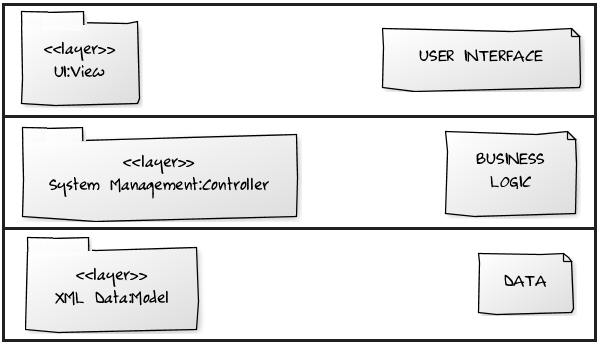 <<layer>>
UI:View
USER INTERFACE
<<layer>>
System Management:Controller
BUSINESS
LOGIC
<<layer>>
XML Data:Model
DATA